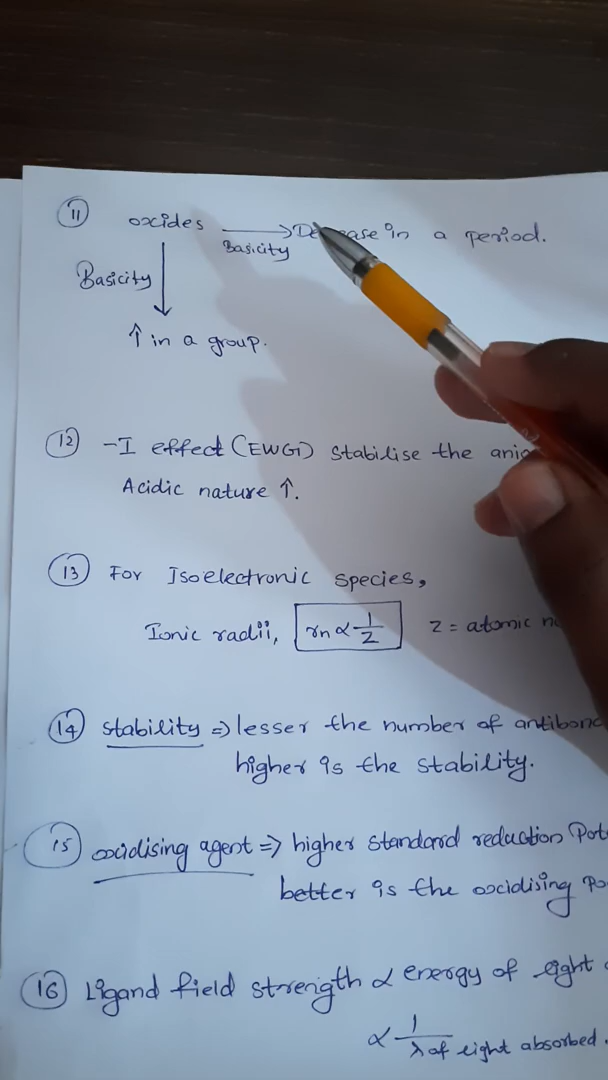 11 oxides → Decrease in a period.
Basicity
Basicity ↓
↑ in a group.
12 -I effect (EWG) stabilise the
Acidic nature ↑.
13 For Isoelectronic species,
Ionic radii, rn ∝ 1/Z Z = atomic
14 stability ⇒ lesser the number of
higher is the stability.
15 oxidising agent ⇒ higher standard reduction
better is the oxidising
16 Ligand field strength ∝ energy of light
∝ 1/λ of light absorbed.